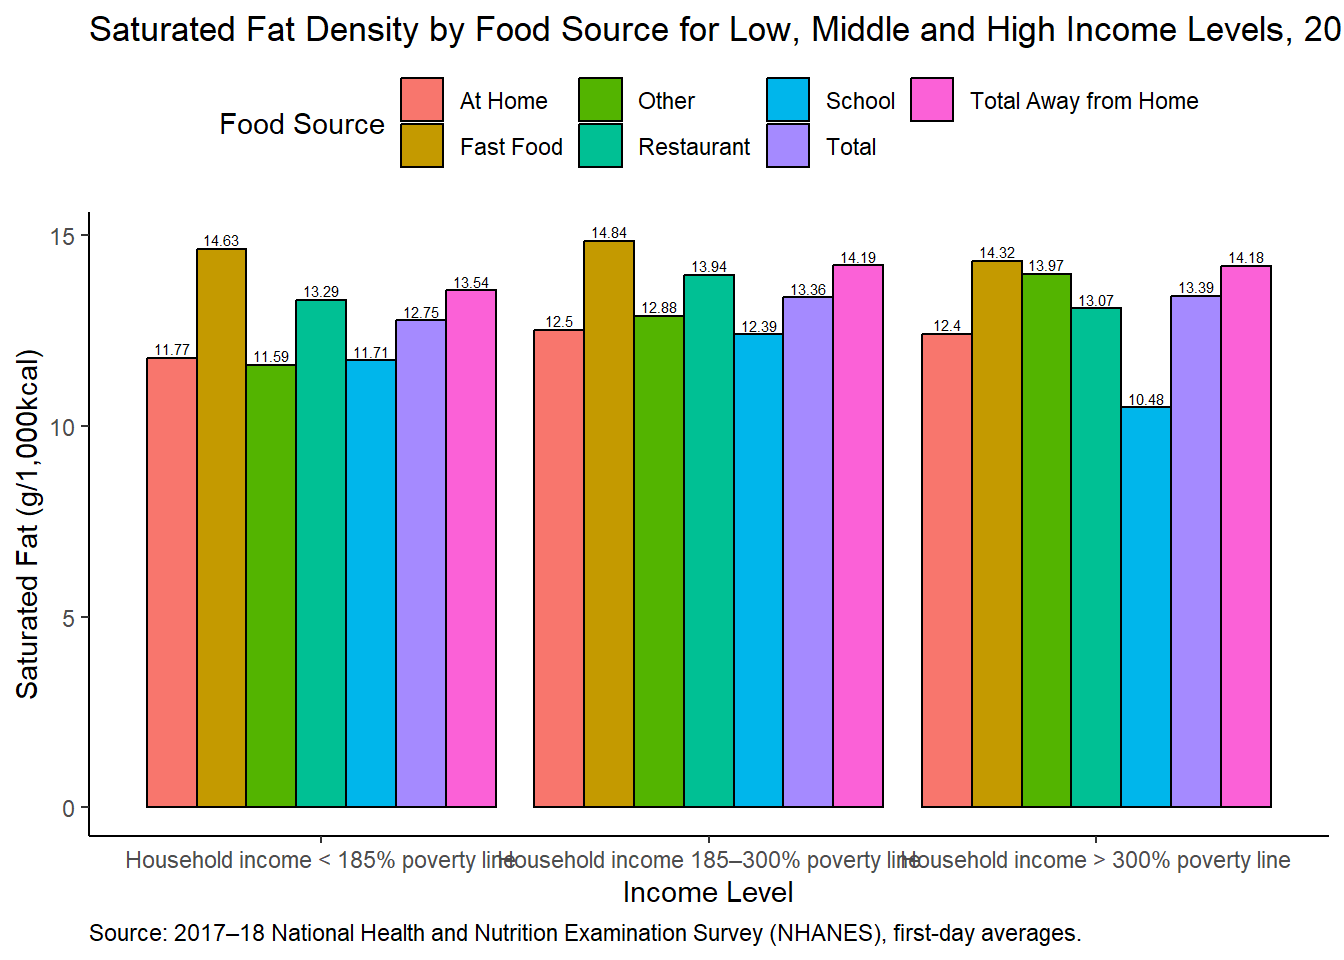 Saturated Fat Density by Food Source for Low, Middle and High Income Levels, 20
Food Source
At Home
Other
School
Total Away from Home
Fast Food
Restaurant
Total
Saturated Fat (g/1,000kcal)
15
10
5
0
11.77
14.63
11.59
13.29
11.71
12.75
13.54
12.5
14.84
12.88
13.94
12.39
13.36
14.19
12.4
14.32
13.97
13.07
10.48
13.39
14.18
Household income < 185% poverty line
Household income 185–300% poverty line
Household income > 300% poverty line
Income Level
Source: 2017–18 National Health and Nutrition Examination Survey (NHANES), first-day averages.